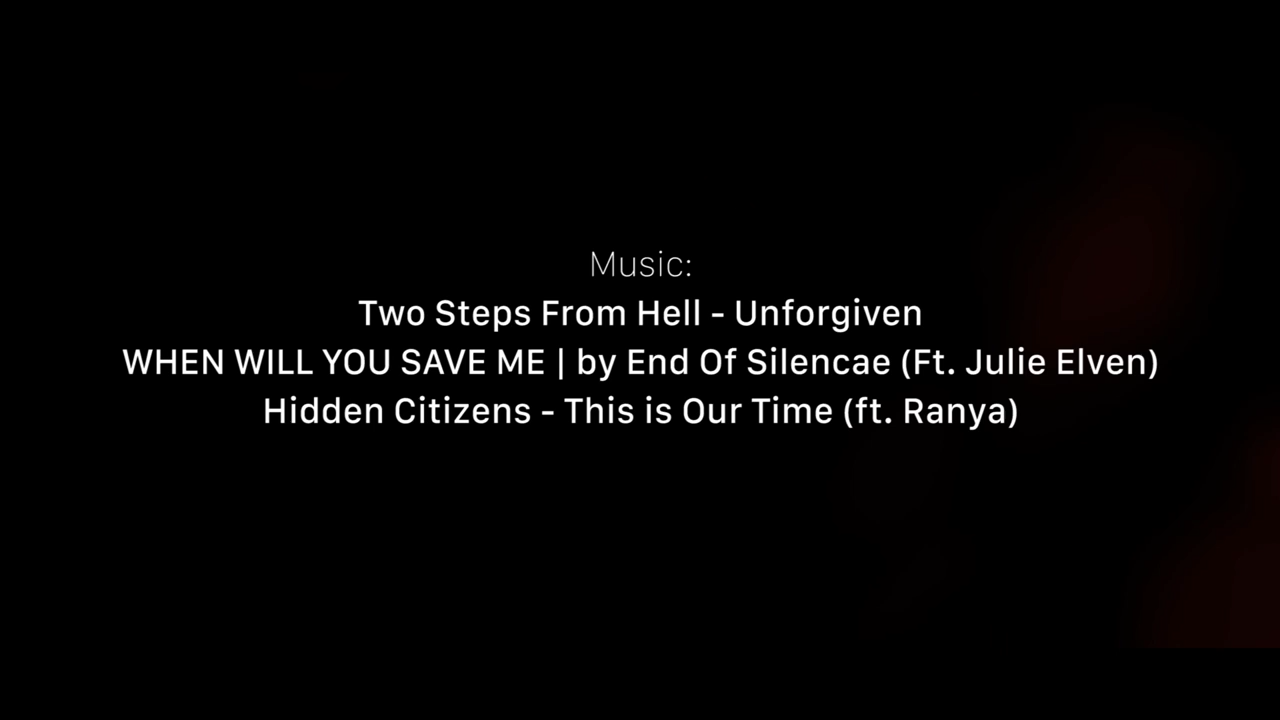 Music:
Two Steps From Hell - Unforgiven
WHEN WILL YOU SAVE ME | by End Of Silencae (Ft. Julie Elven)
Hidden Citizens - This is Our Time (ft. Ranya)